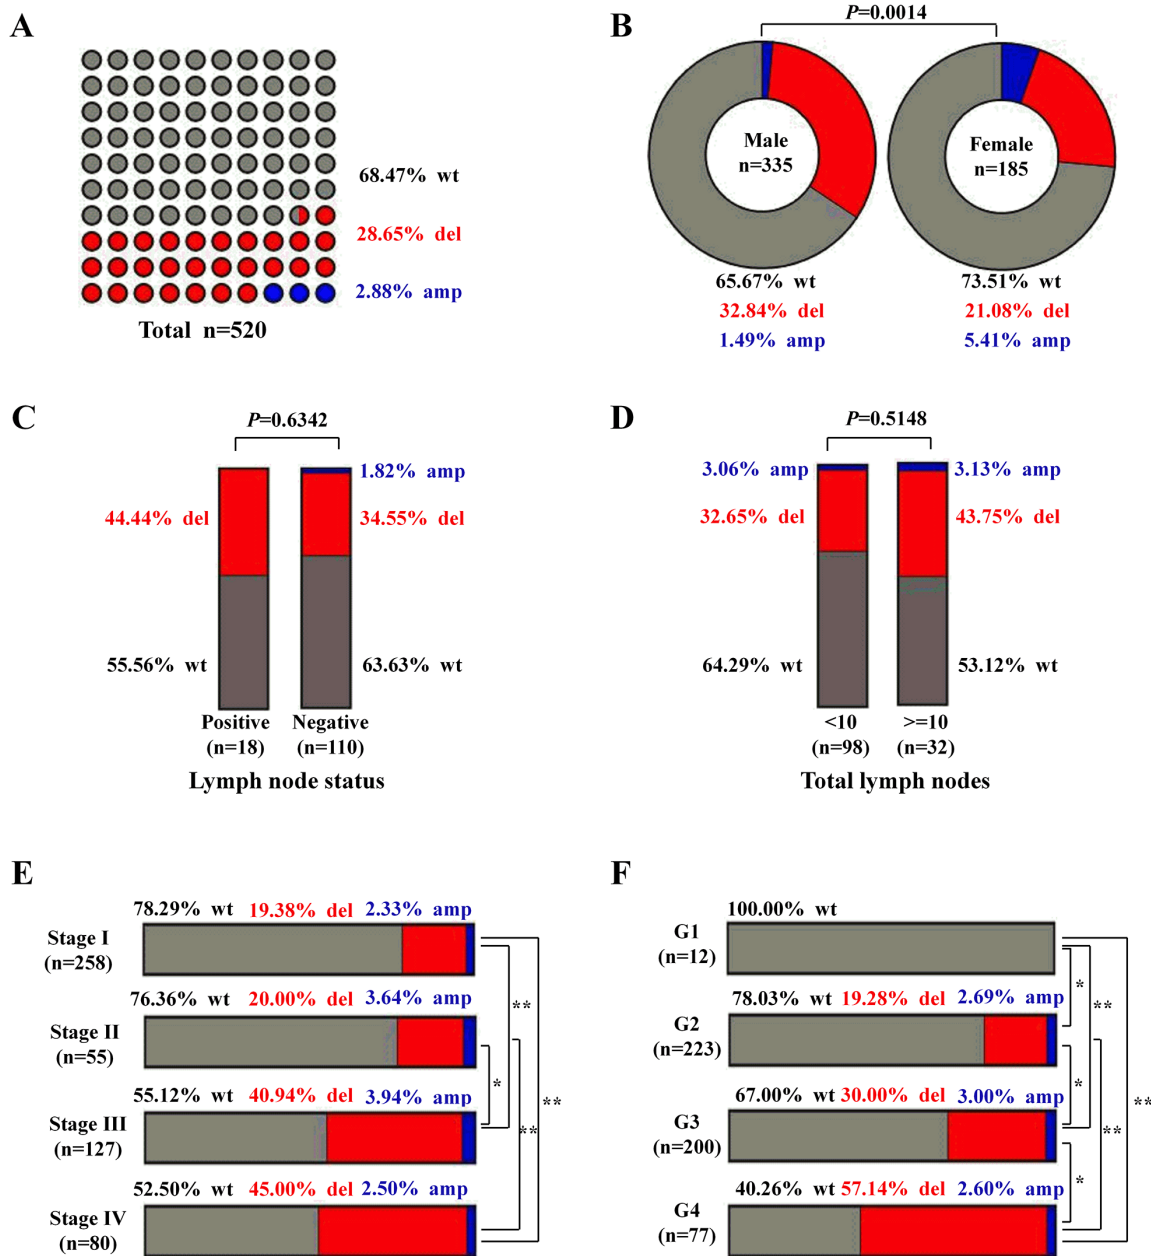 A
68.47% wt
28.65% del
2.88% amp
Total n=520
B
P=0.0014
Male
n=335
Female
n=185
65.67% wt
32.84% del
1.49% amp
73.51% wt
21.08% del
5.41% amp
C
P=0.6342
1.82% amp
44.44% del
34.55% del
55.56% wt
63.63% wt
Positive
(n=18)
Negative
(n=110)
Lymph node status
D
P=0.5148
3.06% amp
3.13% amp
32.65% del
43.75% del
64.29% wt
53.12% wt
<10
(n=98)
>=10
(n=32)
Total lymph nodes
E
78.29% wt 19.38% del 2.33% amp
Stage I
(n=258)
76.36% wt 20.00% del 3.64% amp
Stage II
(n=55)
55.12% wt 40.94% del 3.94% amp
Stage III
(n=127)
52.50% wt 45.00% del 2.50% amp
Stage IV
(n=80)
**
*
**
**
F
100.00% wt
G1
(n=12)
78.03% wt 19.28% del 2.69% amp
G2
(n=223)
67.00% wt 30.00% del 3.00% amp
G3
(n=200)
40.26% wt 57.14% del 2.60% amp
G4
(n=77)
*
**
*
**
**
*